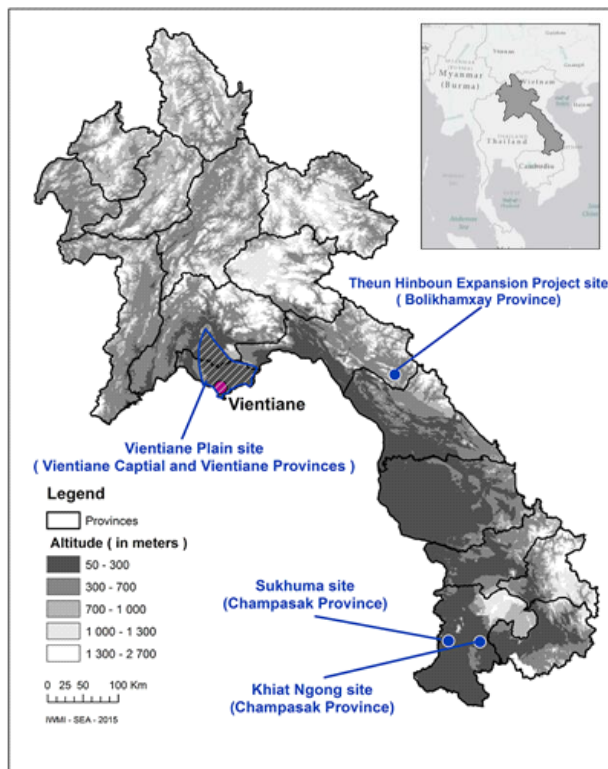 Myanmar
(Burma)
Vietnam
Thailand
Cambodia
Theun Hinboun Expansion Project site
( Bolikhamxay Province)
Vientiane
Vientiane Plain site
( Vientiane Captial and Vientiane Provinces )
Legend
Provinces
Altitude ( in meters )
50 - 300
300 - 700
700 - 1 000
1 000 - 1 300
1 300 - 2 700
0 25 50 100 Km
IWMI - SEA - 2015
Sukhuma site
(Champasak Province)
Khiat Ngong site
(Champasak Province)